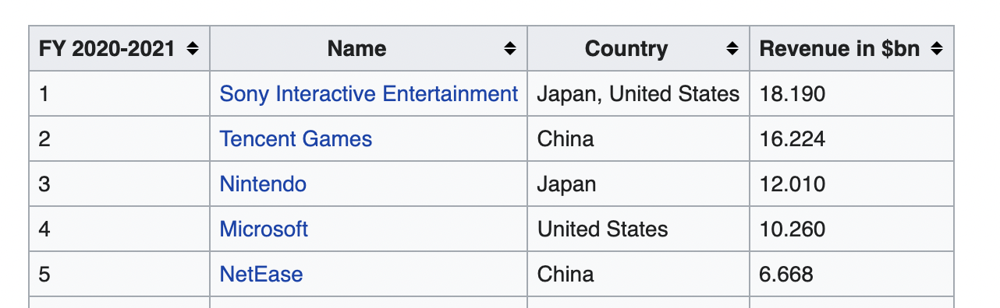 FY 2020-2021 Name Country Revenue in $bn
1 Sony Interactive Entertainment Japan, United States 18.190
2 Tencent Games China 16.224
3 Nintendo Japan 12.010
4 Microsoft United States 10.260
5 NetEase China 6.668